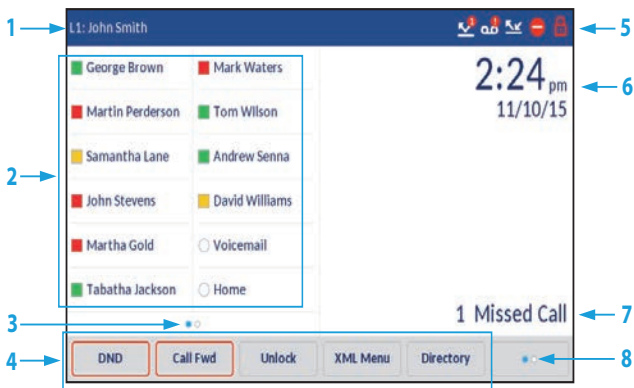 1 L1: John Smith 5
2:24 pm 6
11/10/15
2
George Brown Mark Waters
Martin Perderson Tom WIlson
Samantha Lane Andrew Senna
John Stevens David Williams
Martha Gold Voicemail
Tabatha Jackson Home
3
1 Missed Call 7
4 DND Call Fwd Unlock XML Menu Directory 8